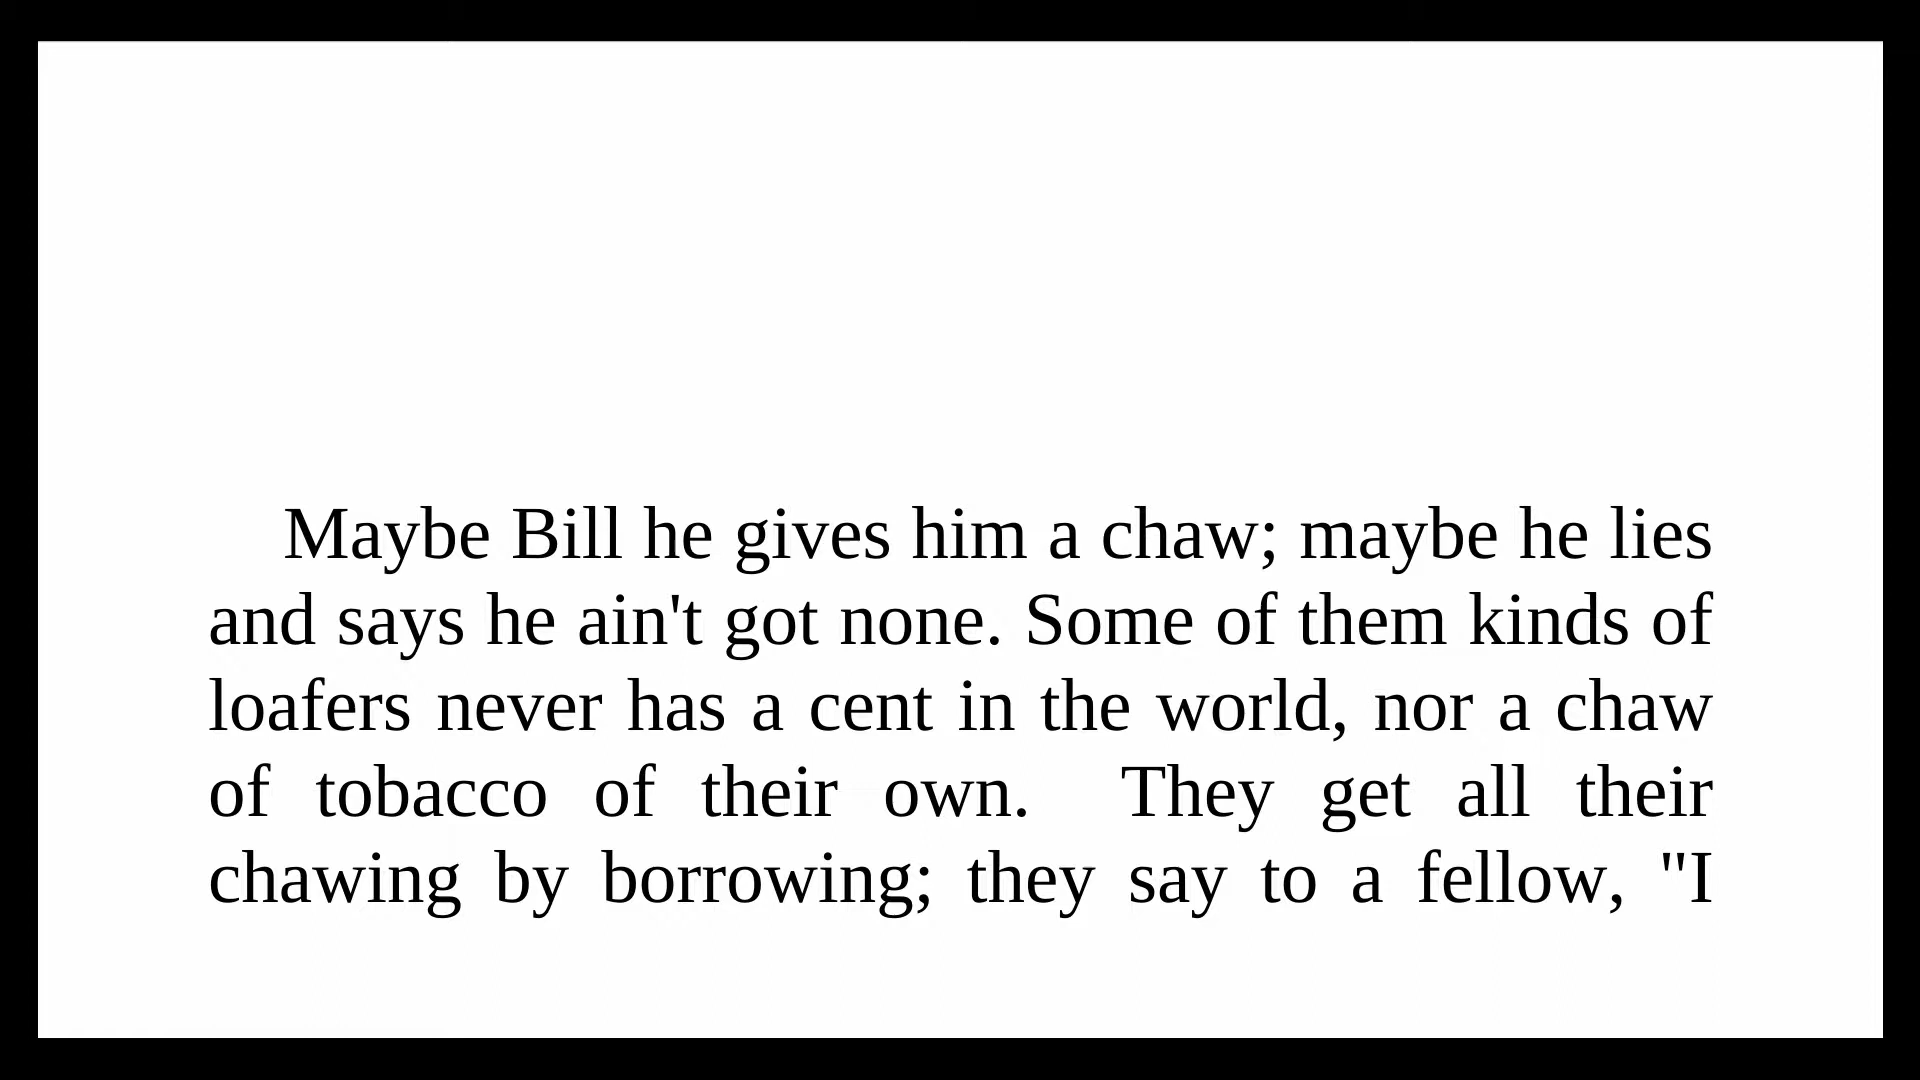 Maybe Bill he gives him a chaw; maybe he lies
and says he ain't got none. Some of them kinds of
loafers never has a cent in the world, nor a chaw
of tobacco of their own.  They get all their
chawing by borrowing; they say to a fellow, "I